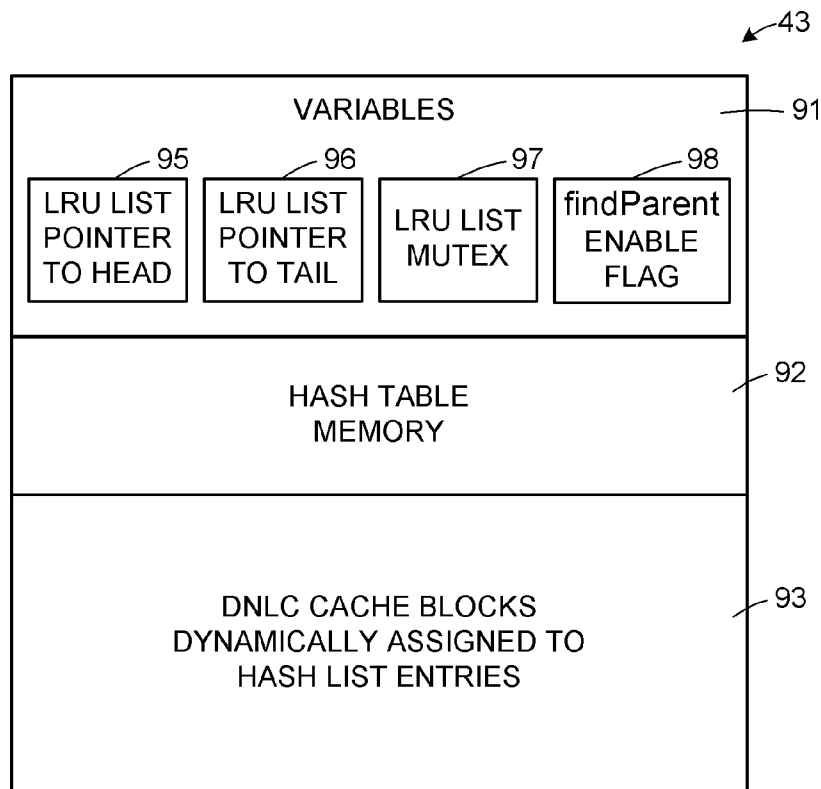 43
VARIABLES
91
95
96
97
98
LRU LIST
POINTER
TO HEAD
LRU LIST
POINTER
TO TAIL
LRU LIST
MUTEX
findParent
ENABLE
FLAG
92
HASH TABLE
MEMORY
93
DNLC CACHE BLOCKS
DYNAMICALLY ASSIGNED TO
HASH LIST ENTRIES